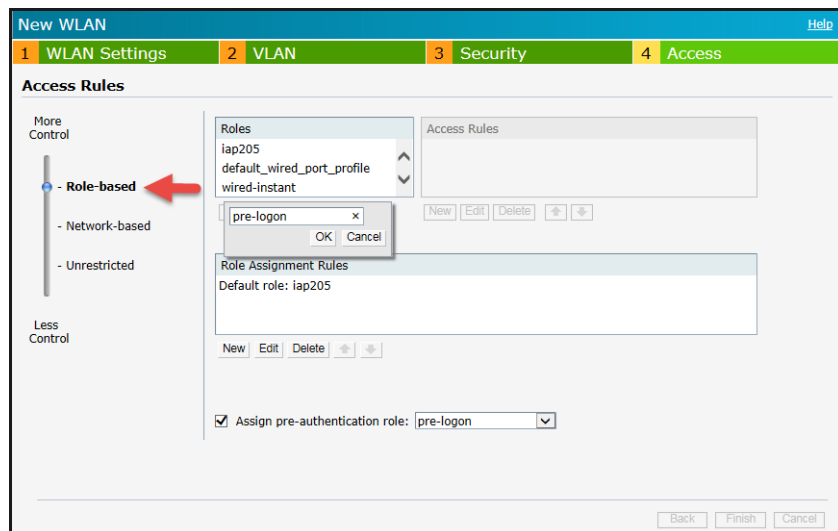 New WLAN
Help
1 WLAN Settings
2 VLAN
3 Security
4 Access
Access Rules
More
Control
- Role-based
- Network-based
- Unrestricted
Less
Control
Roles
iap205
default_wired_port_profile
wired-instant
Access Rules
New Edit Delete
pre-logon ×
OK Cancel
Role Assignment Rules
Default role: iap205
New Edit Delete
Assign pre-authentication role: pre-logon
Back Finish Cancel